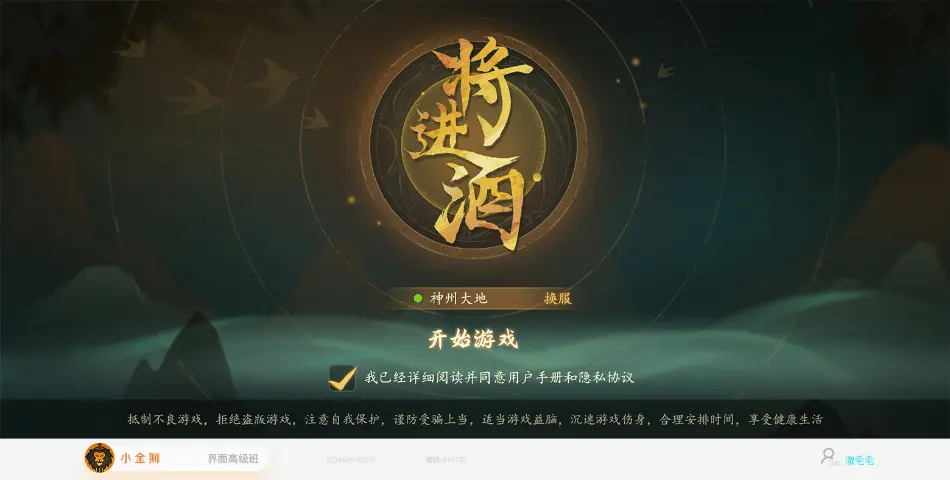 将进酒
神州大地 换服
开始游戏
我已经详细阅读并同意用户手册和隐私协议
抵制不良游戏，拒绝盗版游戏，注意自我保护，谨防受骗上当，适当游戏益脑，沉迷游戏伤身，合理安排时间，享受健康生活
小金狮 界面高级班 澈毛毛